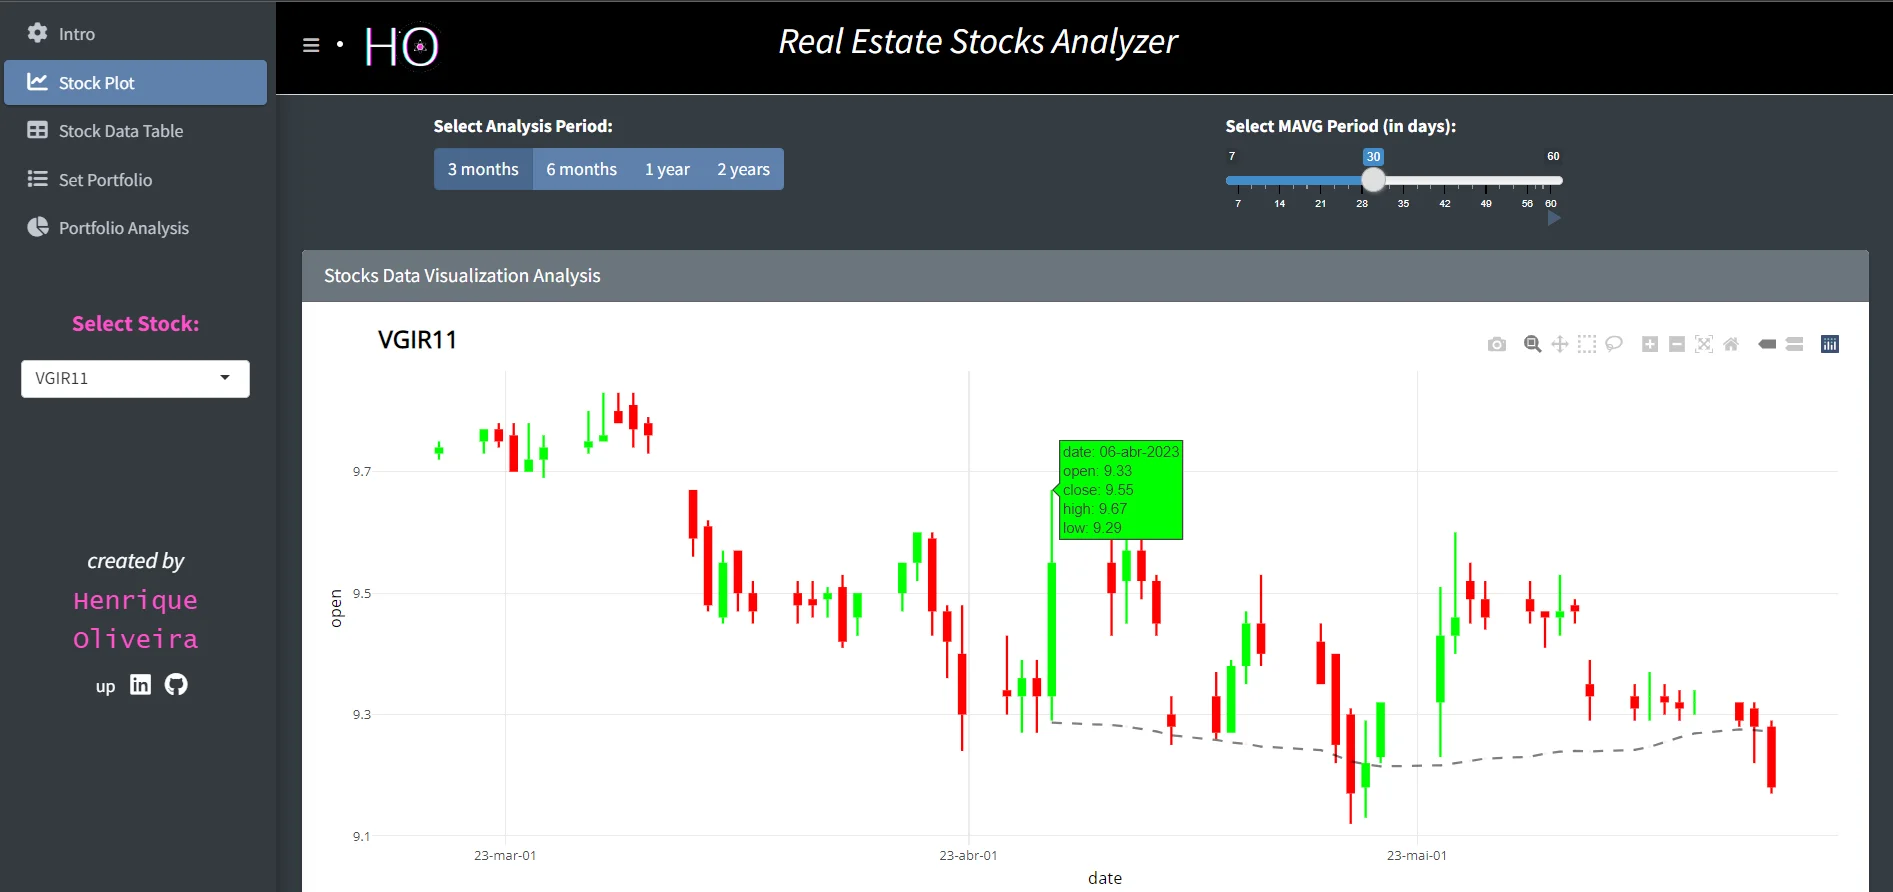 Intro
Stock Plot
Stock Data Table
Set Portfolio
Portfolio Analysis
Select Stock:
VGIR11
created by
Henrique
Oliveira
up
HO
Real Estate Stocks Analyzer
Select Analysis Period:
3 months 6 months 1 year 2 years
Select MAVG Period (in days):
7 30 60
7 14 21 28 35 42 49 56 60
Stocks Data Visualization Analysis
VGIR11
date: 06-abr-2023
open: 9.33
close: 9.55
high: 9.67
low: 9.29
open
9.7
9.5
9.3
9.1
23-mar-01 23-abr-01 23-mai-01
date